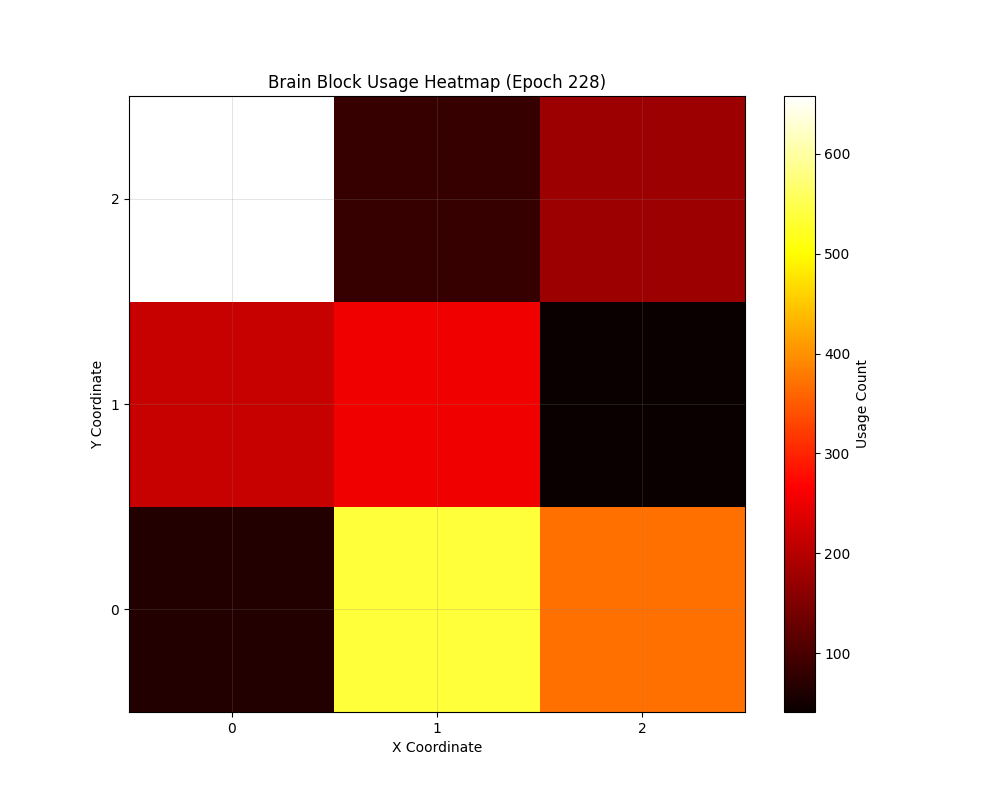 Brain Block Usage Heatmap (Epoch 228)
2
1
0
Y Coordinate
0 1 2
X Coordinate
600
500
400
300
200
100
Usage Count